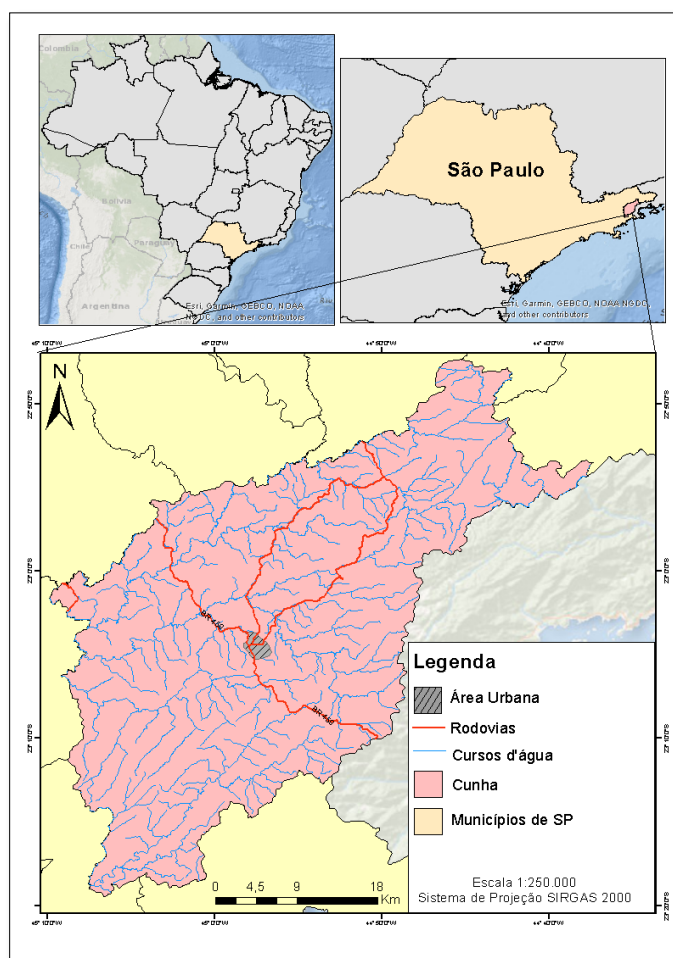 Colombia
Bolivia
Paraguay
Chile
Argentina
Esri, Garmin, GEBCO, NOAA
NGDC, and other contributors
São Paulo
Esri, Garmin, GEBCO, NOAA NGDC,
and other contributors
N
BR 459
Legenda
Área Urbana
Rodovias
Cursos d'água
Cunha
Municípios de SP
0 4,5 9 18
Km
Escala 1:250.000
Sistema de Projeção SIRGAS 2000